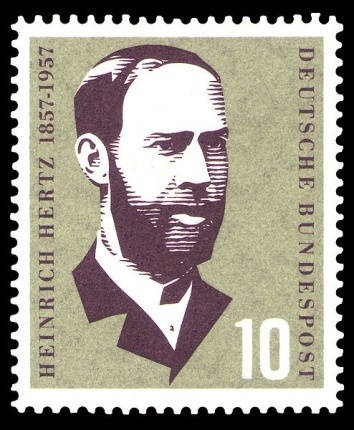 HEINRICH HERTZ 1857-1957
DEUTSCHE BUNDESPOST
10